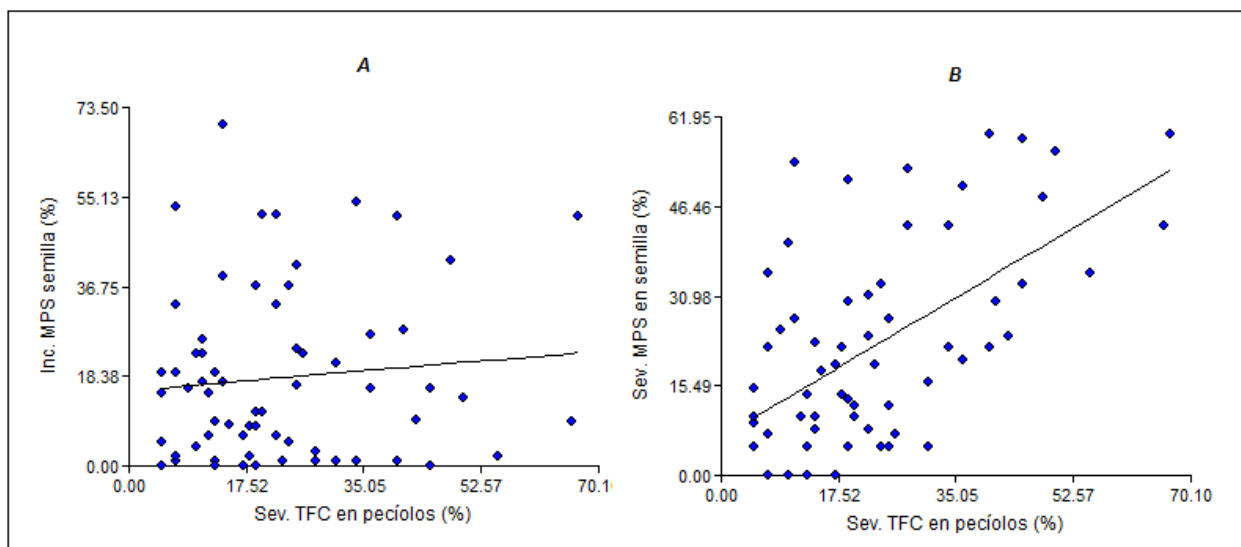 A
73.50
55.13
36.75
18.38
0.00
Inc. MPS semilla (%)
0.00 17.52 35.05 52.57 70.10
Sev. TFC en pecíolos (%)
B
61.95
46.46
30.98
15.49
0.00
Sev. MPS en semilla (%)
0.00 17.52 35.05 52.57 70.10
Sev. TFC en pecíolos (%)